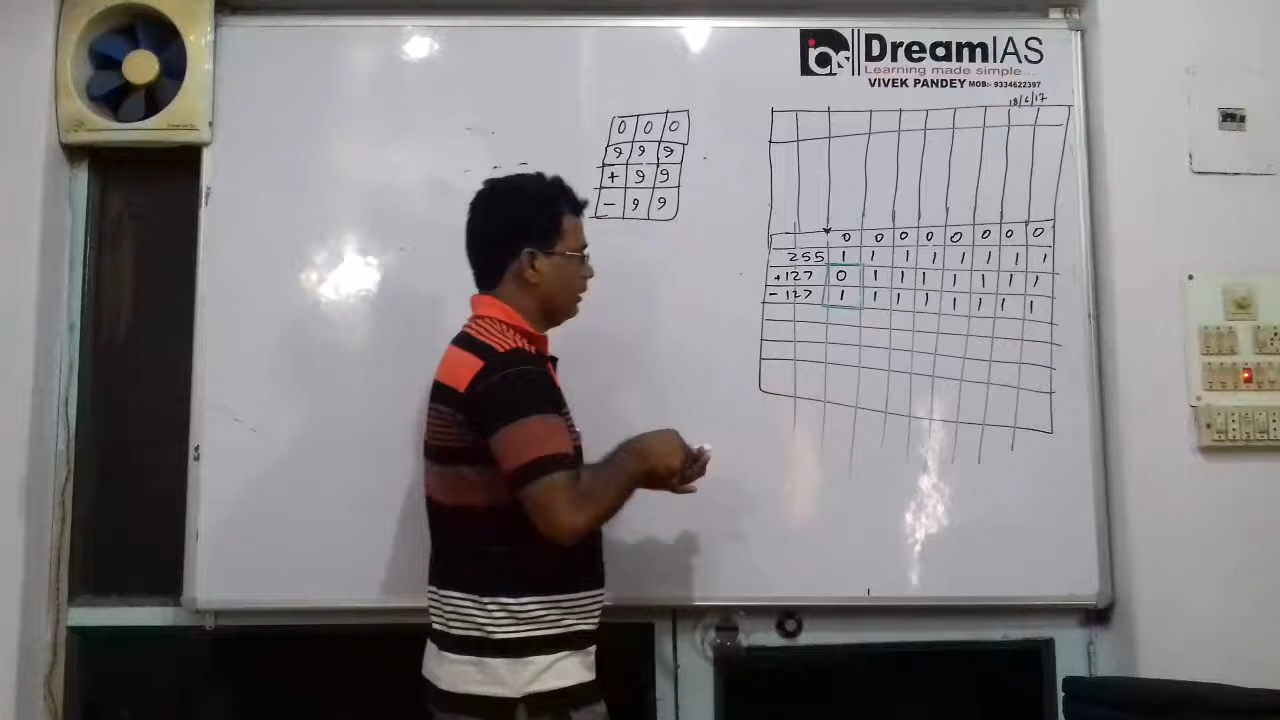 ias DreamIAS
Learning made simple....
VIVEK PANDEY MOB:- 9334622397
18/6/17
0 0 0
9 9 9
+ 9 9
- 9 9
0 0 0 0 0 0 0 0
255 1 1 1 1 1 1 1 1
+127 0 1 1 1 1 1 1 1
-127 1 1 1 1 1 1 1 1